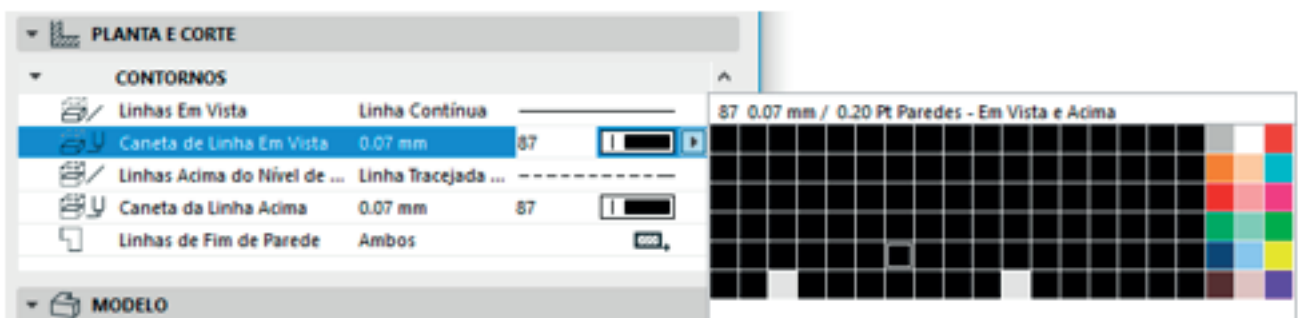 PLANTA E CORTE
CONTORNOS
Linhas Em Vista Linha Contínua
87 0.07 mm / 0.20 Pt Paredes - Em Vista e Acima
Caneta de Linha Em Vista 0.07 mm 87
Linhas Acima do Nível de ... Linha Tracejada ...
Caneta da Linha Acima 0.07 mm 87
Linhas de Fim de Parede Ambos
MODELO